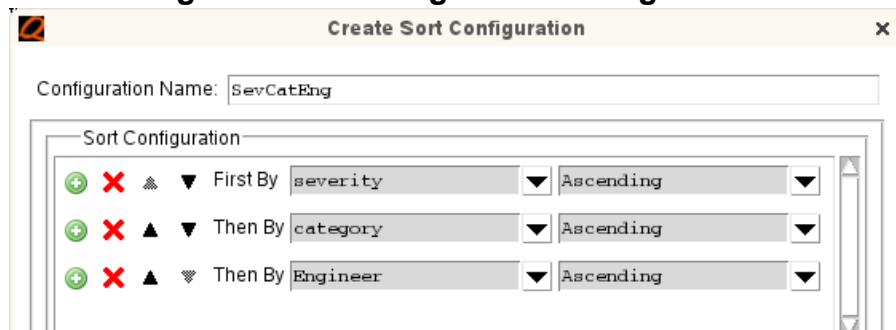 Create Sort Configuration
Configuration Name: SevCatEng
Sort Configuration
First By severity Ascending
Then By category Ascending
Then By Engineer Ascending